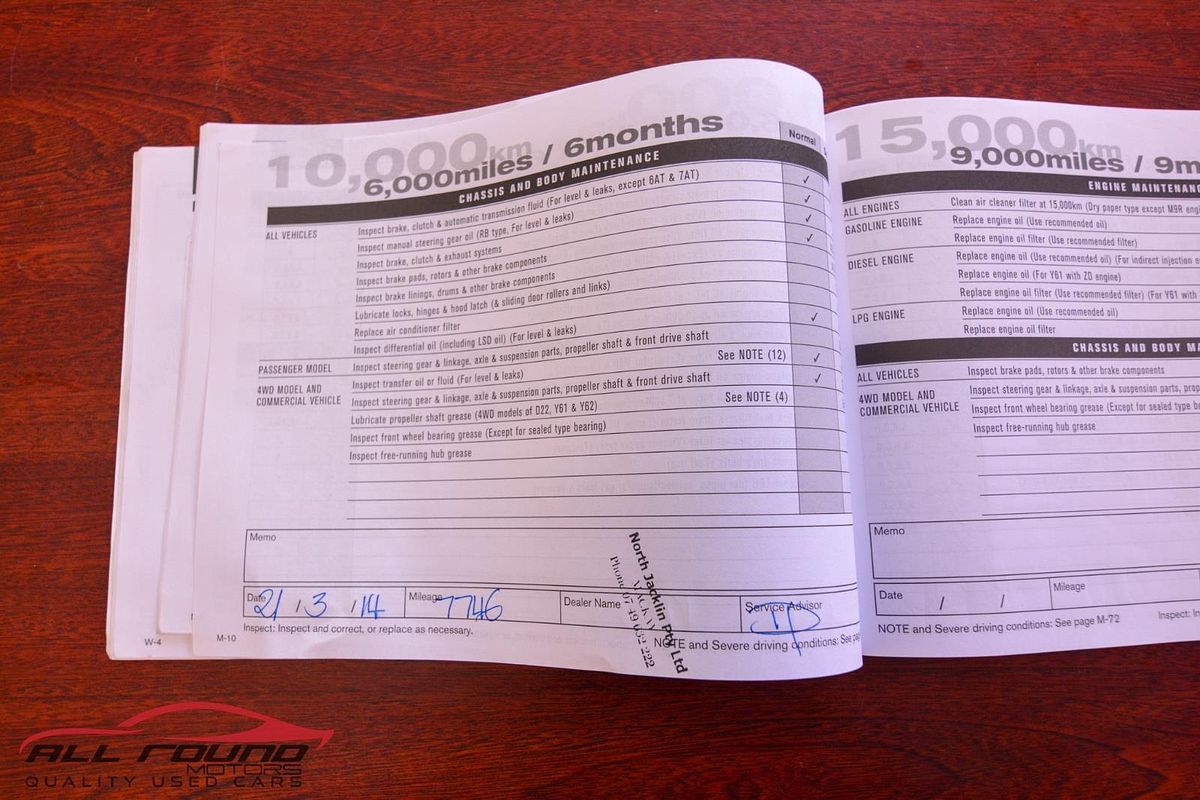 10,000km
6,000miles / 6months
Normal
CHASSIS AND BODY MAINTENANCE
ALL VEHICLES
Inspect brake, clutch & automatic transmission fluid (For level & leaks, except 6AT & 7AT) ✓
Inspect manual steering gear oil (RB type, For level & leaks) ✓
Inspect brake, clutch & exhaust systems ✓
Inspect brake pads, rotors & other brake components ✓
Inspect brake linings, drums & other brake components
Lubricate locks, hinges & hood latch (& sliding door rollers and links)
Replace air conditioner filter
Inspect differential oil (including LSD oil) (For level & leaks) ✓
PASSENGER MODEL
Inspect steering gear & linkage, axle & suspension parts, propeller shaft & front drive shaft
4WD MODEL AND
COMMERCIAL VEHICLE
Inspect transfer oil or fluid (For level & leaks) See NOTE (12) ✓
Inspect steering gear & linkage, axle & suspension parts, propeller shaft & front drive shaft ✓
Lubricate propeller shaft grease (4WD models of D22, Y61 & Y62) See NOTE (4)
Inspect front wheel bearing grease (Except for sealed type bearing)
Inspect free-running hub grease
Memo
Date 21 / 3 / 14
Mileage 7746
Dealer Name
Service Advisor
North Jacklin Pty Ltd
Phone 07 49 632 222
M-10
Inspect: Inspect and correct, or replace as necessary.
NOTE and Severe driving conditions: See
W-4
15,000km
9,000miles / 9m
ENGINE MAINTENANC
ALL ENGINES
Clean air cleaner filter at 15,000km (Dry paper type except M9R engi
GASOLINE ENGINE
Replace engine oil (Use recommended oil)
Replace engine oil filter (Use recommended filter)
DIESEL ENGINE
Replace engine oil (Use recommended oil) (For indirect injection e
Replace engine oil (For Y61 with ZD engine)
Replace engine oil filter (Use recommended filter) (For Y61 with
LPG ENGINE
Replace engine oil (Use recommended oil)
Replace engine oil filter
CHASSIS AND BODY MA
ALL VEHICLES
Inspect brake pads, rotors & other brake components
4WD MODEL AND
COMMERCIAL VEHICLE
Inspect steering gear & linkage, axle & suspension parts, prop
Inspect front wheel bearing grease (Except for sealed type
Inspect free-running hub grease
Memo
Date / /
Mileage
NOTE and Severe driving conditions: See page M-72
Inspect: In
ALL ROUND
MOTORS
QUALITY USED CARS